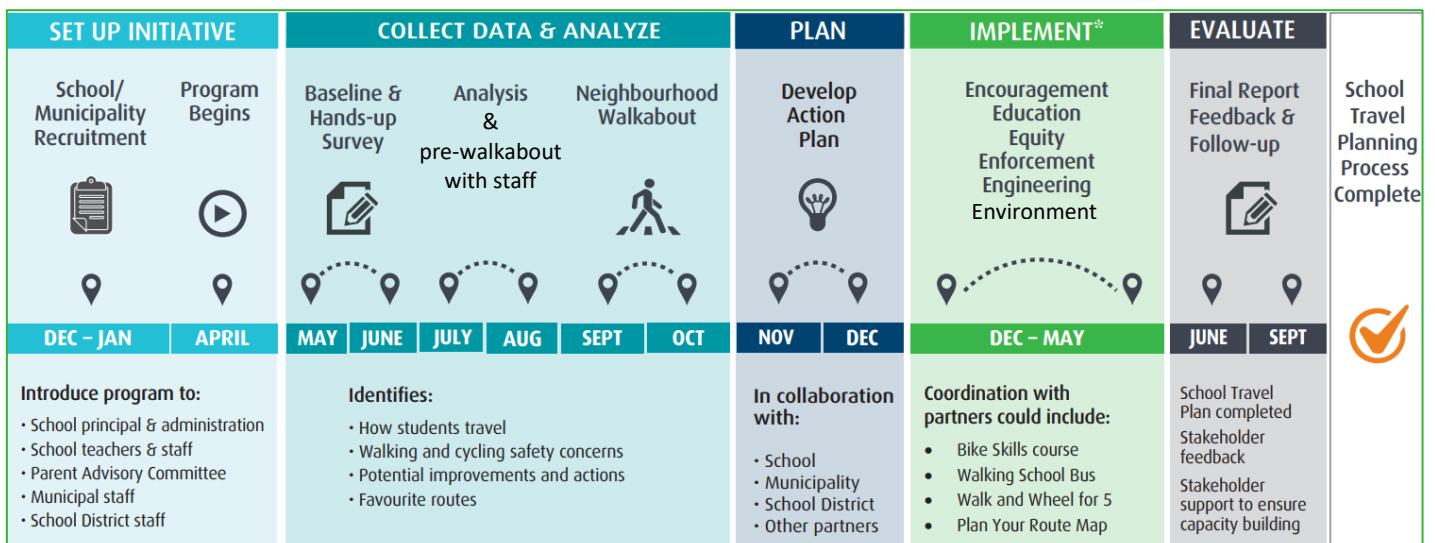 SET UP INITIATIVE
School/
Municipality
Recruitment
Program
Begins
DEC – JAN
APRIL
Introduce program to:
• School principal & administration
• School teachers & staff
• Parent Advisory Committee
• Municipal staff
• School District staff
COLLECT DATA & ANALYZE
Baseline &
Hands-up
Survey
Analysis
&
pre-walkabout
with staff
Neighbourhood
Walkabout
MAY
JUNE
JULY
AUG
SEPT
OCT
Identifies:
• How students travel
• Walking and cycling safety concerns
• Potential improvements and actions
• Favourite routes
PLAN
Develop
Action
Plan
NOV
DEC
In collaboration
with:
• School
• Municipality
• School District
• Other partners
IMPLEMENT*
Encouragement
Education
Equity
Enforcement
Engineering
Environment
DEC – MAY
Coordination with
partners could include:
• Bike Skills course
• Walking School Bus
• Walk and Wheel for 5
• Plan Your Route Map
EVALUATE
Final Report
Feedback &
Follow-up
JUNE
SEPT
School Travel
Plan completed
Stakeholder
feedback
Stakeholder
support to ensure
capacity building
School
Travel
Planning
Process
Complete